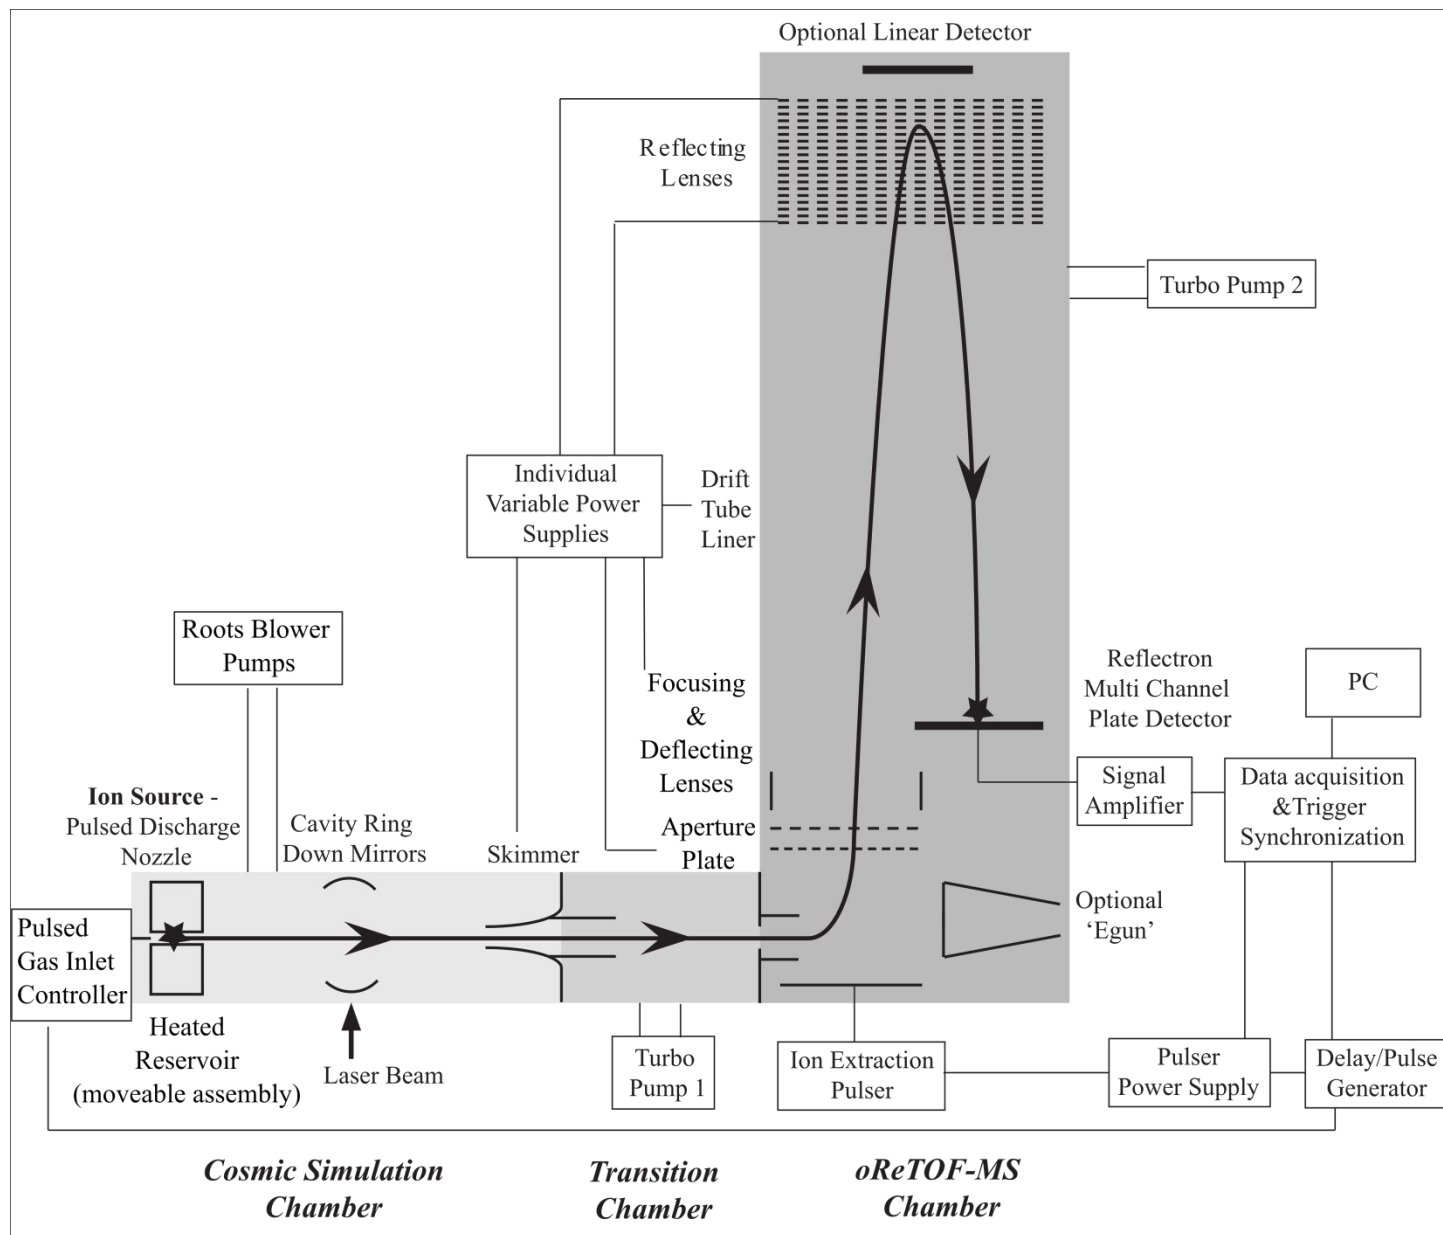 Optional Linear Detector
Reflecting
Lenses
Turbo Pump 2
Individual
Variable Power
Supplies
Drift
Tube
Liner
Roots Blower
Pumps
Focusing
&
Deflecting
Lenses
Reflectron
Multi Channel
Plate Detector
PC
Signal
Amplifier
Data acquisition
&Trigger
Synchronization
Ion Source -
Pulsed Discharge
Nozzle
Cavity Ring
Down Mirrors
Skimmer
Aperture
Plate
Pulsed
Gas Inlet
Controller
Optional
‘Egun’
Heated
Reservoir
(moveable assembly)
Laser Beam
Turbo
Pump 1
Ion Extraction
Pulser
Pulser
Power Supply
Delay/Pulse
Generator
Cosmic Simulation
Chamber
Transition
Chamber
oReTOF-MS
Chamber